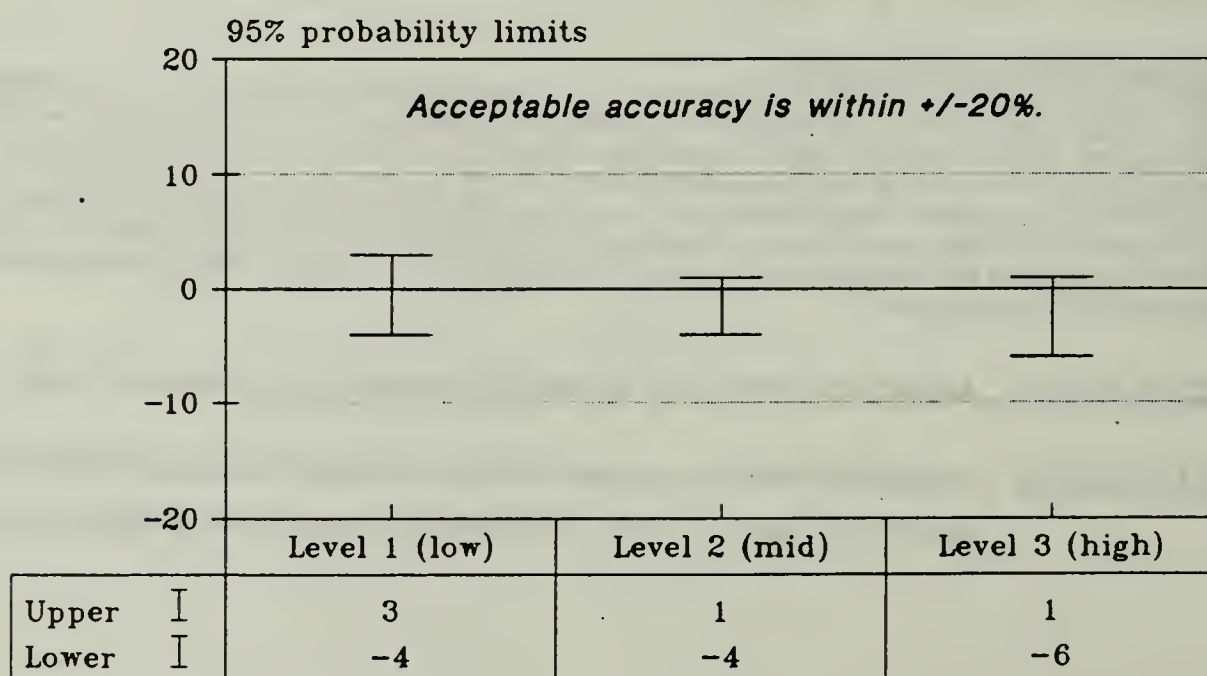 95% probability limits
20
Acceptable accuracy is within +/-20%.
10
0
-10
-20
Level 1 (low) Level 2 (mid) Level 3 (high)
Upper 3 1 1
Lower -4 -4 -6